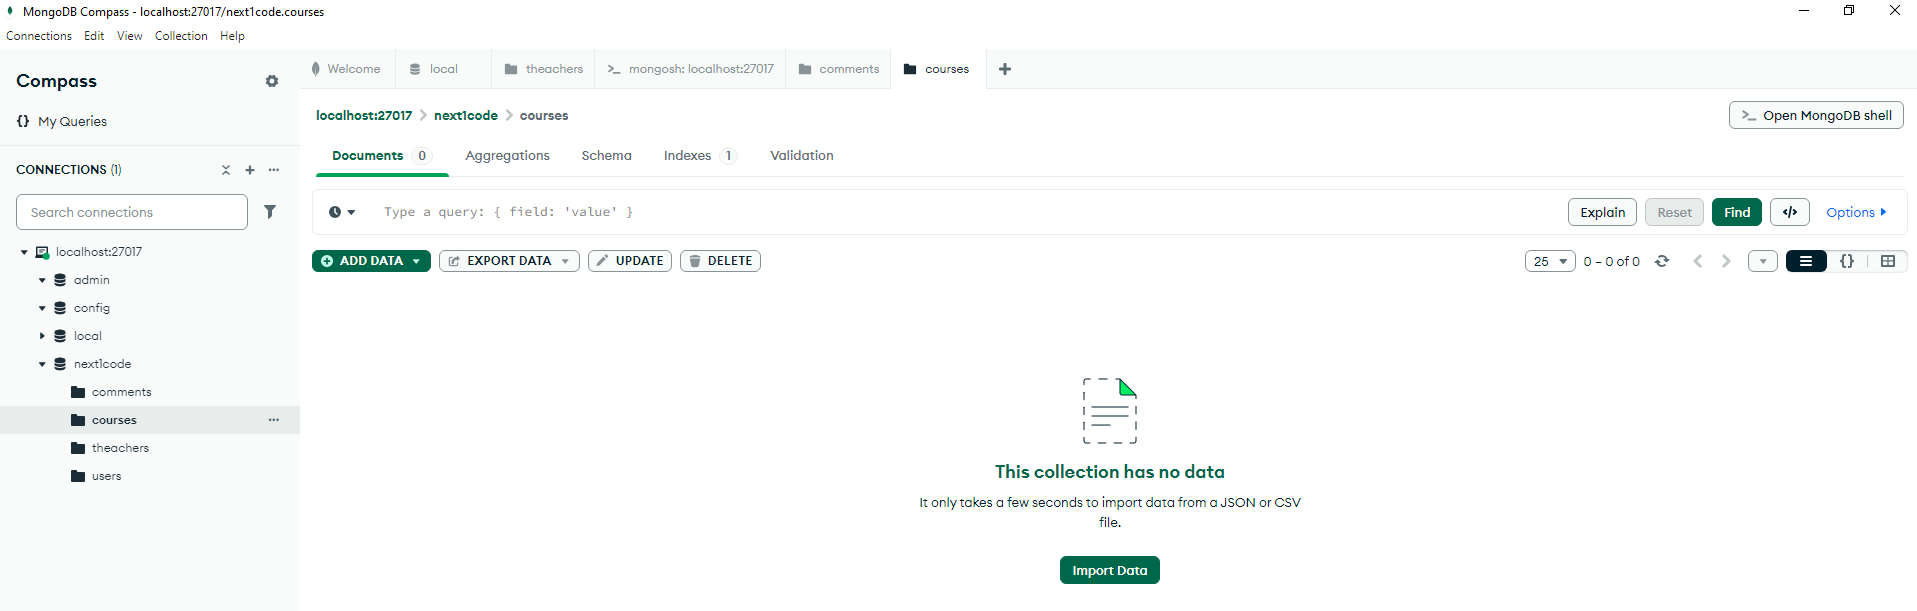 MongoDB Compass - localhost:27017/next1code.courses
Connections Edit View Collection Help
Compass
My Queries
CONNECTIONS (1)
Search connections
localhost:27017
admin
config
local
next1code
comments
courses
theachers
users
Welcome local theachers mongosh: localhost:27017 comments courses
localhost:27017 next1code courses
Open MongoDB shell
Documents 0 Aggregations Schema Indexes 1 Validation
Type a query: { field: 'value' }
Explain Reset Find Options
ADD DATA EXPORT DATA UPDATE DELETE
25 0 – 0 of 0
This collection has no data
It only takes a few seconds to import data from a JSON or CSV
file.
Import Data